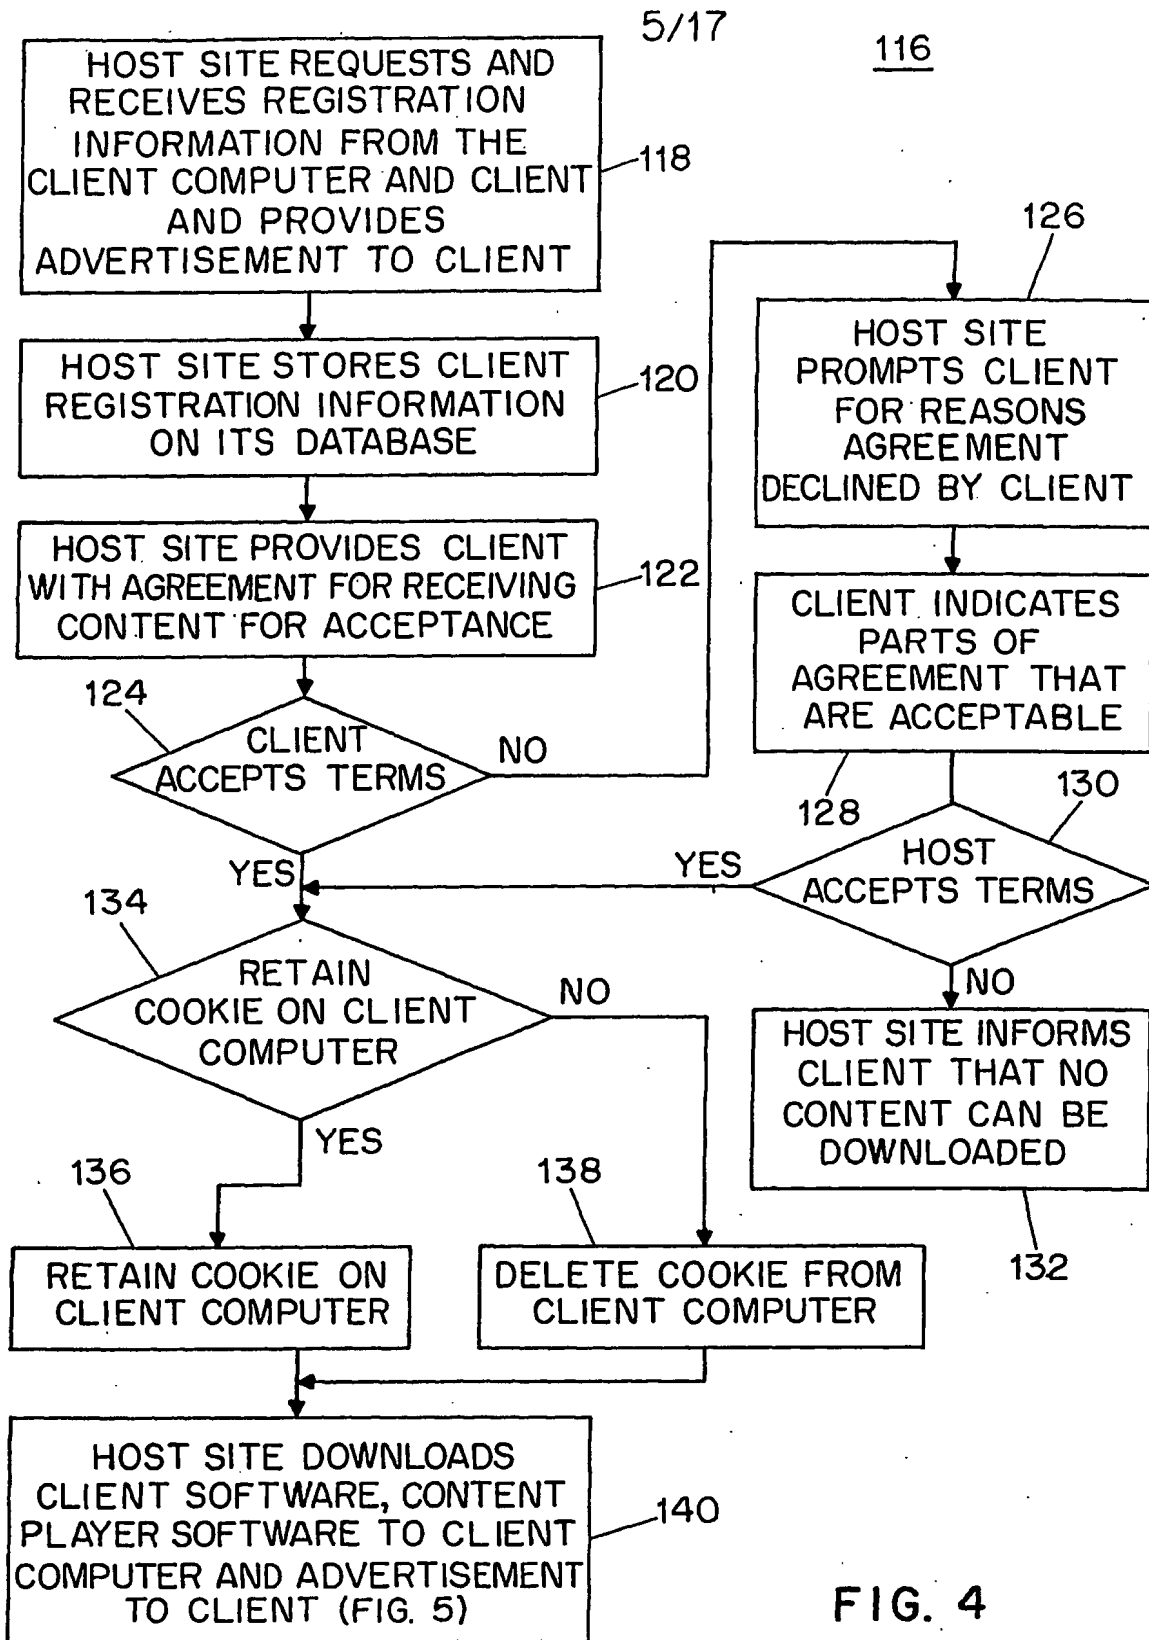 5/17
116
HOST SITE REQUESTS AND
RECEIVES REGISTRATION
INFORMATION FROM THE
CLIENT COMPUTER AND CLIENT
AND PROVIDES
ADVERTISEMENT TO CLIENT
118
HOST SITE STORES CLIENT
REGISTRATION INFORMATION
ON ITS DATABASE
120
HOST SITE PROVIDES CLIENT
WITH AGREEMENT FOR RECEIVING
CONTENT FOR ACCEPTANCE
122
124
CLIENT
ACCEPTS TERMS
NO
YES
126
HOST SITE
PROMPTS CLIENT
FOR REASONS
AGREEMENT
DECLINED BY CLIENT
CLIENT INDICATES
PARTS OF
AGREEMENT THAT
ARE ACCEPTABLE
128
130
HOST
ACCEPTS TERMS
YES
NO
HOST SITE INFORMS
CLIENT THAT NO
CONTENT CAN BE
DOWNLOADED
132
134
RETAIN
COOKIE ON CLIENT
COMPUTER
NO
YES
136
RETAIN COOKIE ON
CLIENT COMPUTER
138
DELETE COOKIE FROM
CLIENT COMPUTER
HOST SITE DOWNLOADS
CLIENT SOFTWARE, CONTENT
PLAYER SOFTWARE TO CLIENT
COMPUTER AND ADVERTISEMENT
TO CLIENT (FIG. 5)
140
FIG. 4